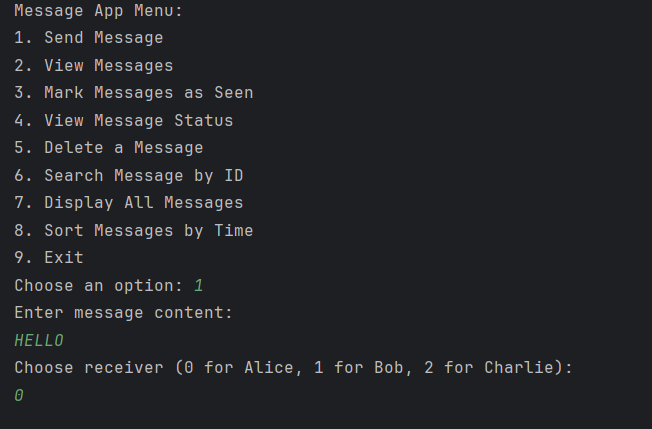 Message App Menu:
1. Send Message
2. View Messages
3. Mark Messages as Seen
4. View Message Status
5. Delete a Message
6. Search Message by ID
7. Display All Messages
8. Sort Messages by Time
9. Exit
Choose an option: 1
Enter message content:
HELLO
Choose receiver (0 for Alice, 1 for Bob, 2 for Charlie):
0